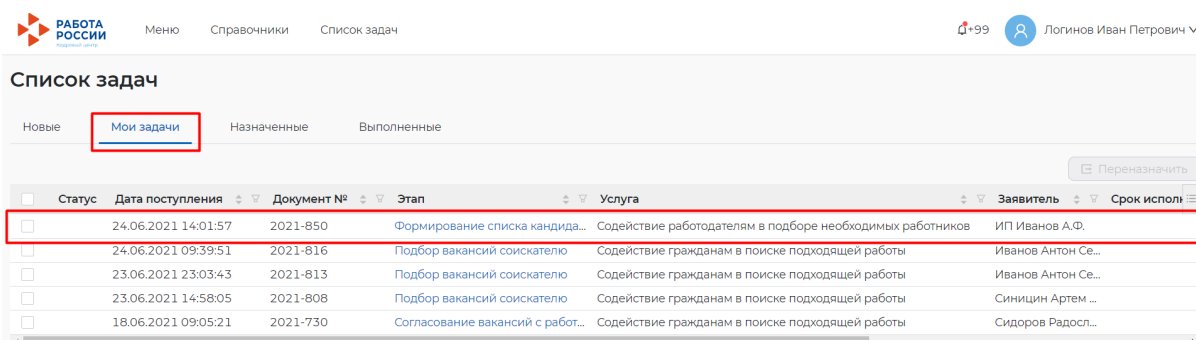 РАБОТА РОССИИ Кадровый центр Меню Справочники Список задач +99 Логинов Иван Петрович
Список задач
Новые Мои задачи Назначенные Выполненные
Переназначить
Статус Дата поступления Документ № Этап Услуга Заявитель Срок исполн
24.06.2021 14:01:57 2021-850 Формирование списка кандида... Содействие работодателям в подборе необходимых работников ИП Иванов А.Ф.
24.06.2021 09:39:51 2021-816 Подбор вакансий соискателю Содействие гражданам в поиске подходящей работы Иванов Антон Се...
23.06.2021 23:03:43 2021-813 Подбор вакансий соискателю Содействие гражданам в поиске подходящей работы Иванов Антон Се...
23.06.2021 14:58:05 2021-808 Подбор вакансий соискателю Содействие гражданам в поиске подходящей работы Синицин Артем ...
18.06.2021 09:05:21 2021-730 Согласование вакансий с работ... Содействие гражданам в поиске подходящей работы Сидоров Радосл...